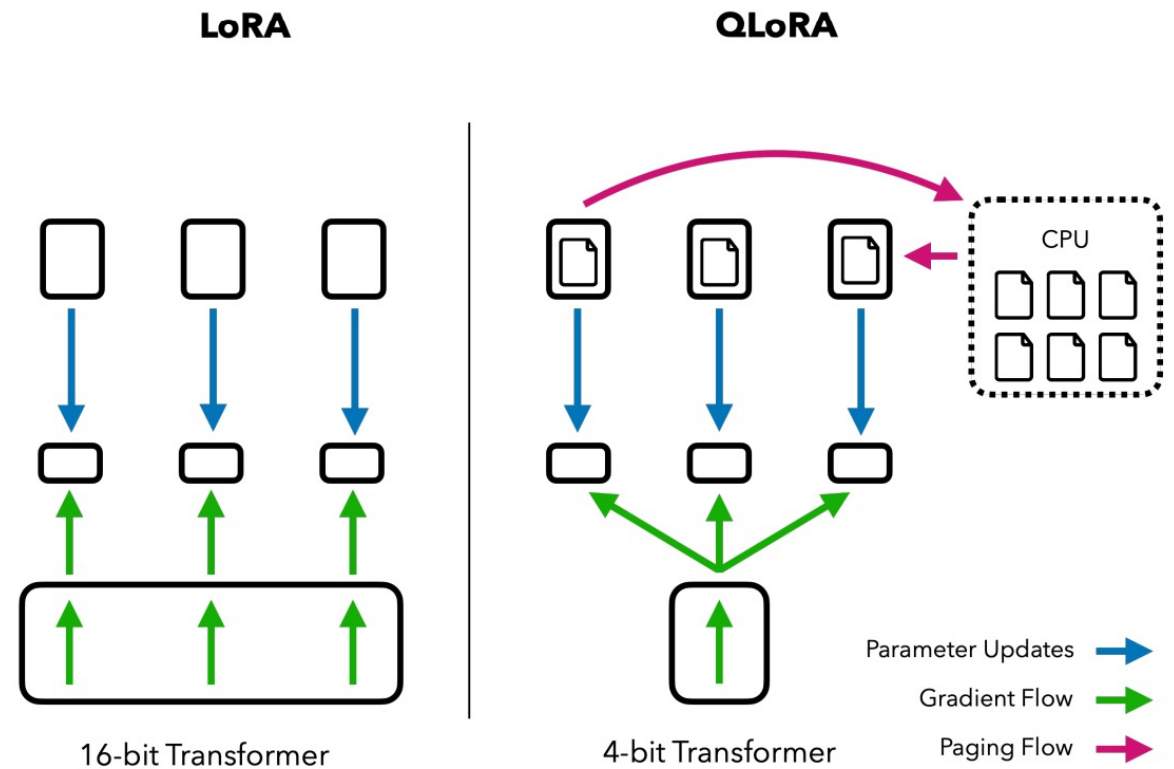 LoRA
QLoRA
CPU
Parameter Updates
Gradient Flow
Paging Flow
16-bit Transformer
4-bit Transformer